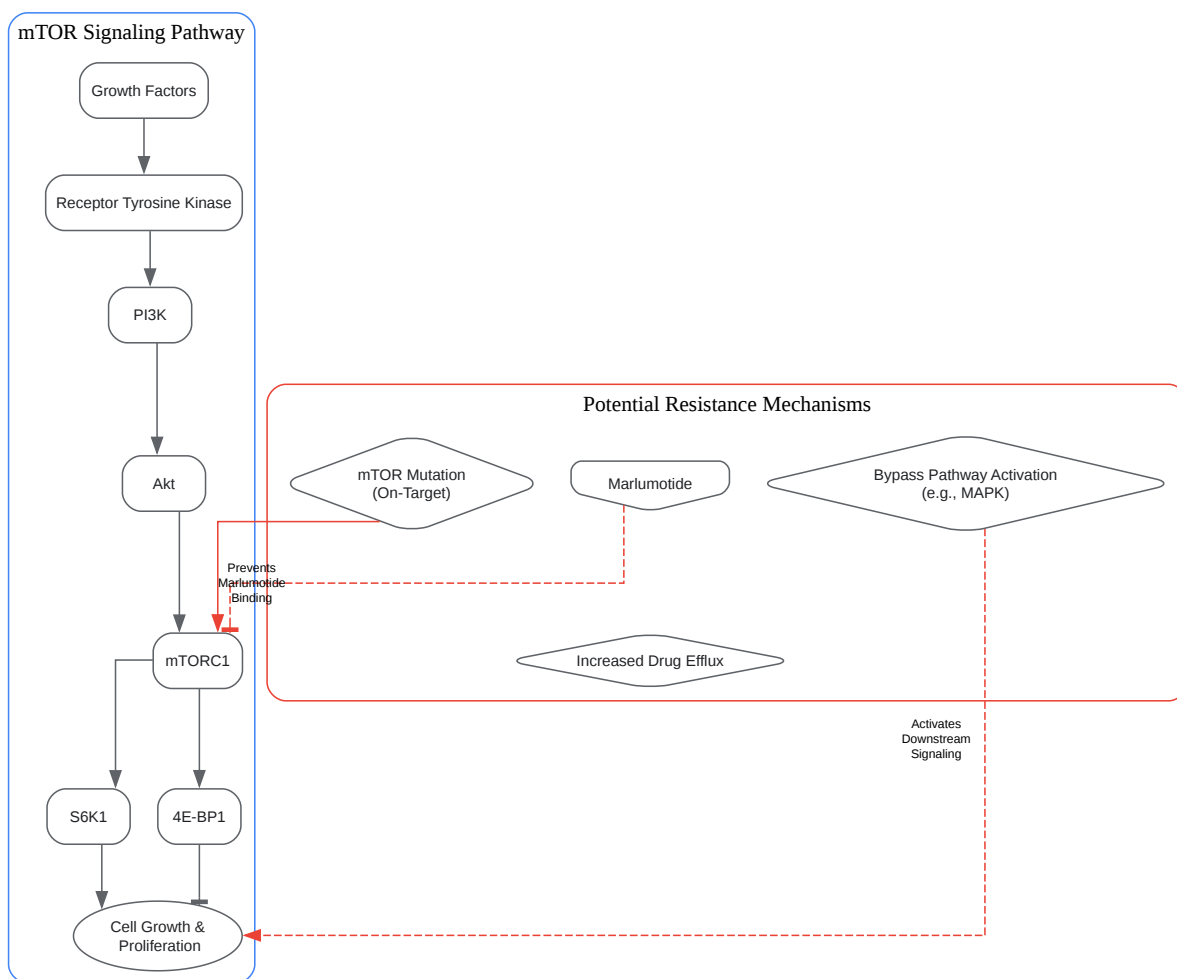 mTOR Signaling Pathway
Growth Factors
Receptor Tyrosine Kinase
PI3K
Akt
mTORC1
S6K1
4E-BP1
Cell Growth &
Proliferation
Potential Resistance Mechanisms
mTOR Mutation
(On-Target)
Marlumotide
Bypass Pathway Activation
(e.g., MAPK)
Prevents
Marlumotide
Binding
Increased Drug Efflux
Activates
Downstream
Signaling